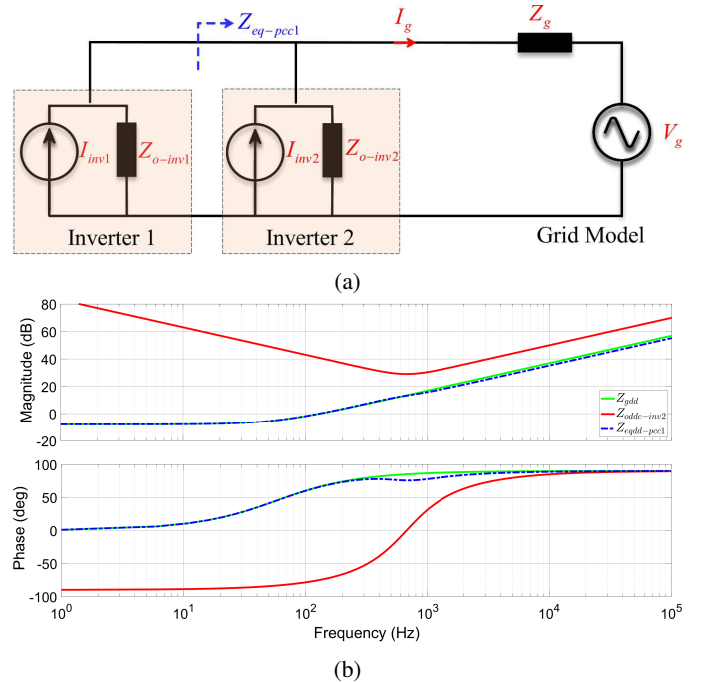 Z_{eq-pcc1}
I_g
Z_g
I_{inv1}
Z_{o-inv1}
I_{inv2}
Z_{o-inv2}
V_g
Inverter 1
Inverter 2
Grid Model
(a)
80
60
40
20
0
-20
Magnitude (dB)
Z_{gdd}
Z_{oddc-inv2}
Z_{eqdd-pcc1}
100
50
0
-50
-100
Phase (deg)
10^0
10^1
10^2
10^3
10^4
10^5
Frequency (Hz)
(b)